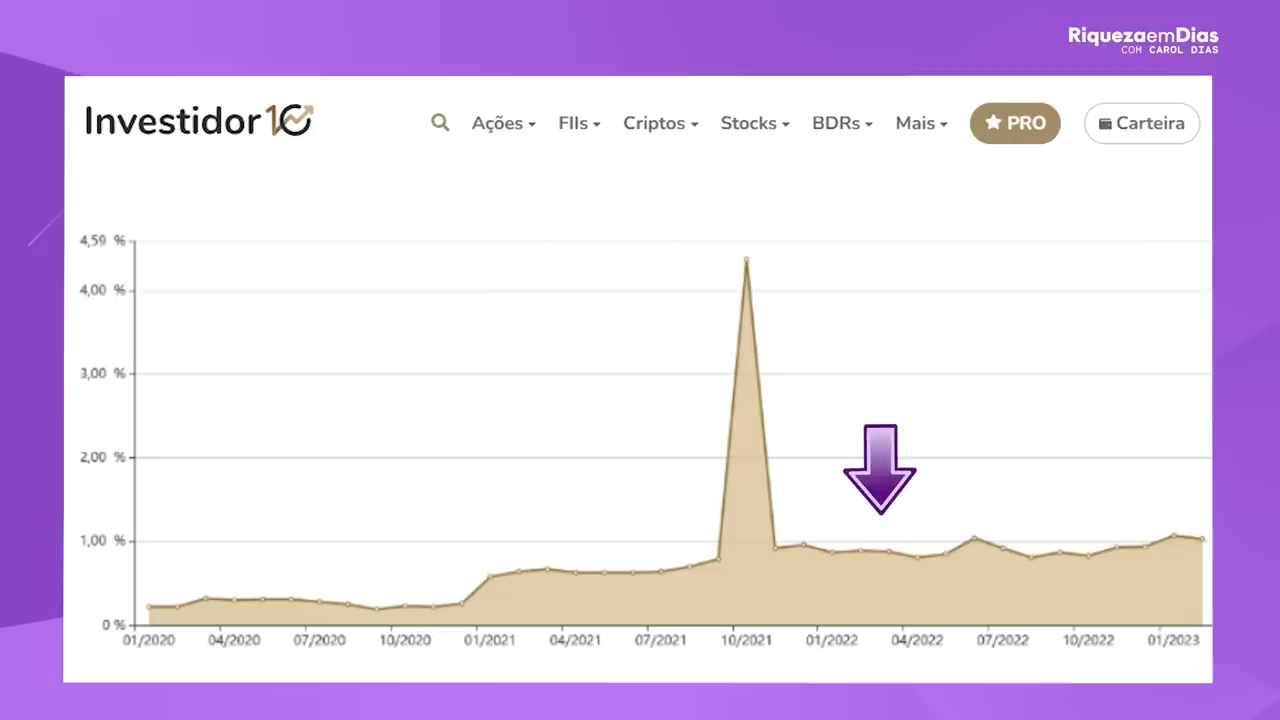 RiquezaemDias
COM CAROL DIAS
Investidor10
Ações
FIIs
Criptos
Stocks
BDRs
Mais
PRO
Carteira
4,59 %
4,00 %
3,00 %
2,00 %
1,00 %
0 %
01/2020 04/2020 07/2020 10/2020 01/2021 04/2021 07/2021 10/2021 01/2022 04/2022 07/2022 10/2022 01/2023